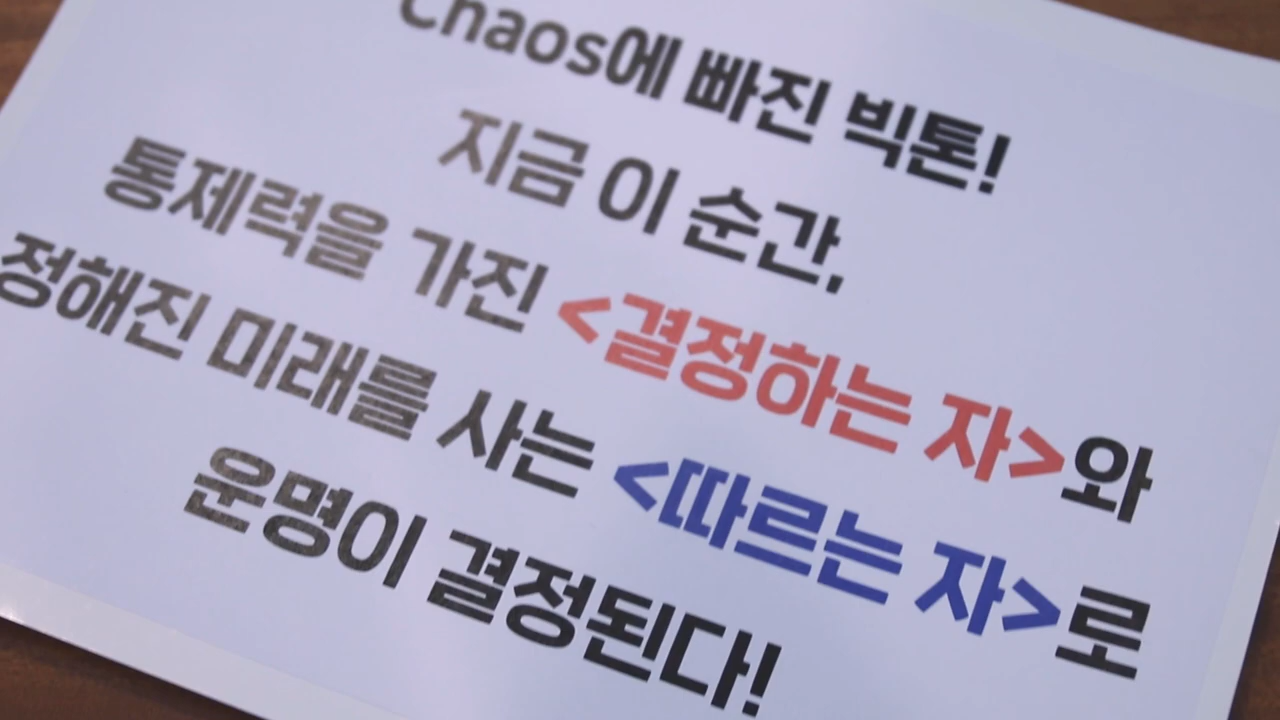 Chaos에 빠진 빅톤!
지금 이 순간,
통제력을 가진 <결정하는 자>와
정해진 미래를 사는 <따르는 자>로
운명이 결정된다!